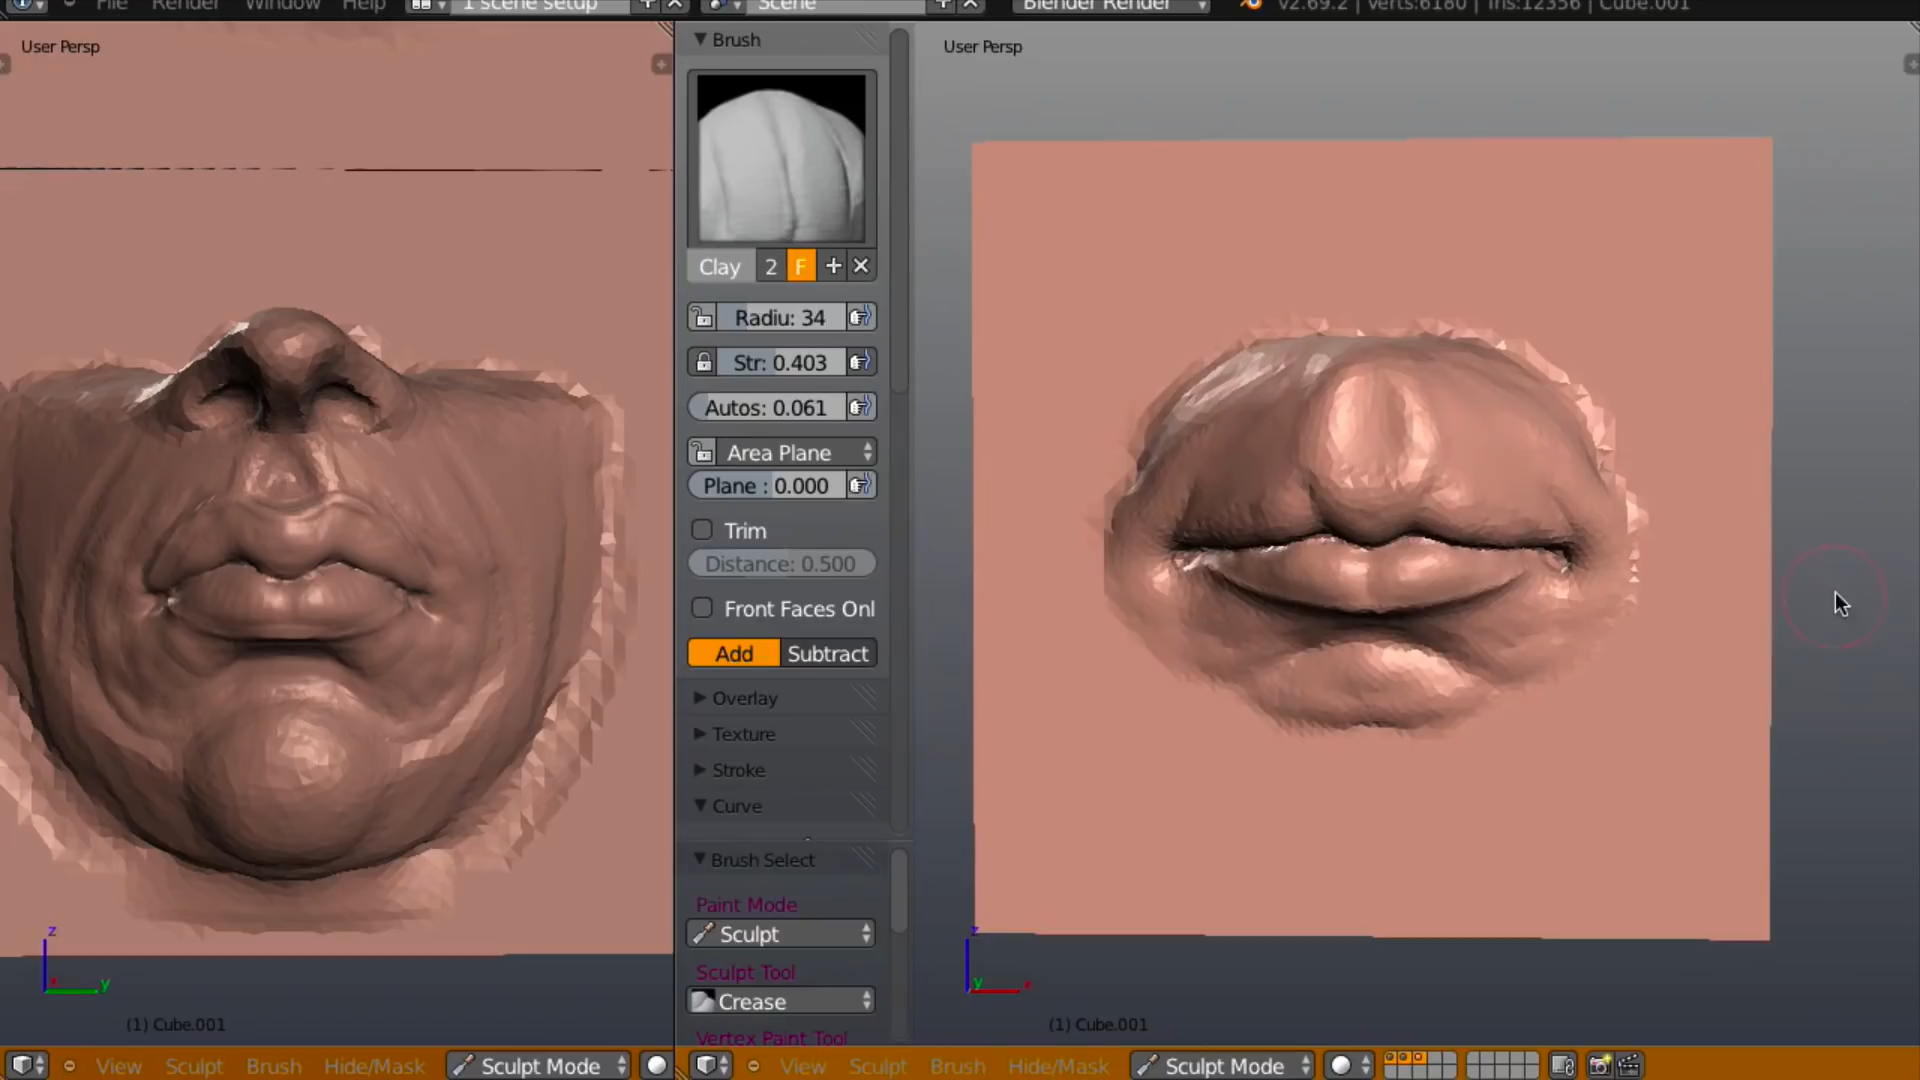 File Render Window Help 1 scene setup Scene Blender Render v2.69.2 | Verts:6180 | Tris:12356 | Cube.001
User Persp
Brush
User Persp
Clay 2 F
Radiu: 34
Str: 0.403
Autos: 0.061
Area Plane
Plane : 0.000
Trim
Distance: 0.500
Front Faces Onl
Add Subtract
Overlay
Texture
Stroke
Curve
Brush Select
Paint Mode
Sculpt
Sculpt Tool
Crease
Vertex Paint Tool
z
y
z
y
x
(1) Cube.001
(1) Cube.001
View Sculpt Brush Hide/Mask Sculpt Mode
View Sculpt Brush Hide/Mask Sculpt Mode